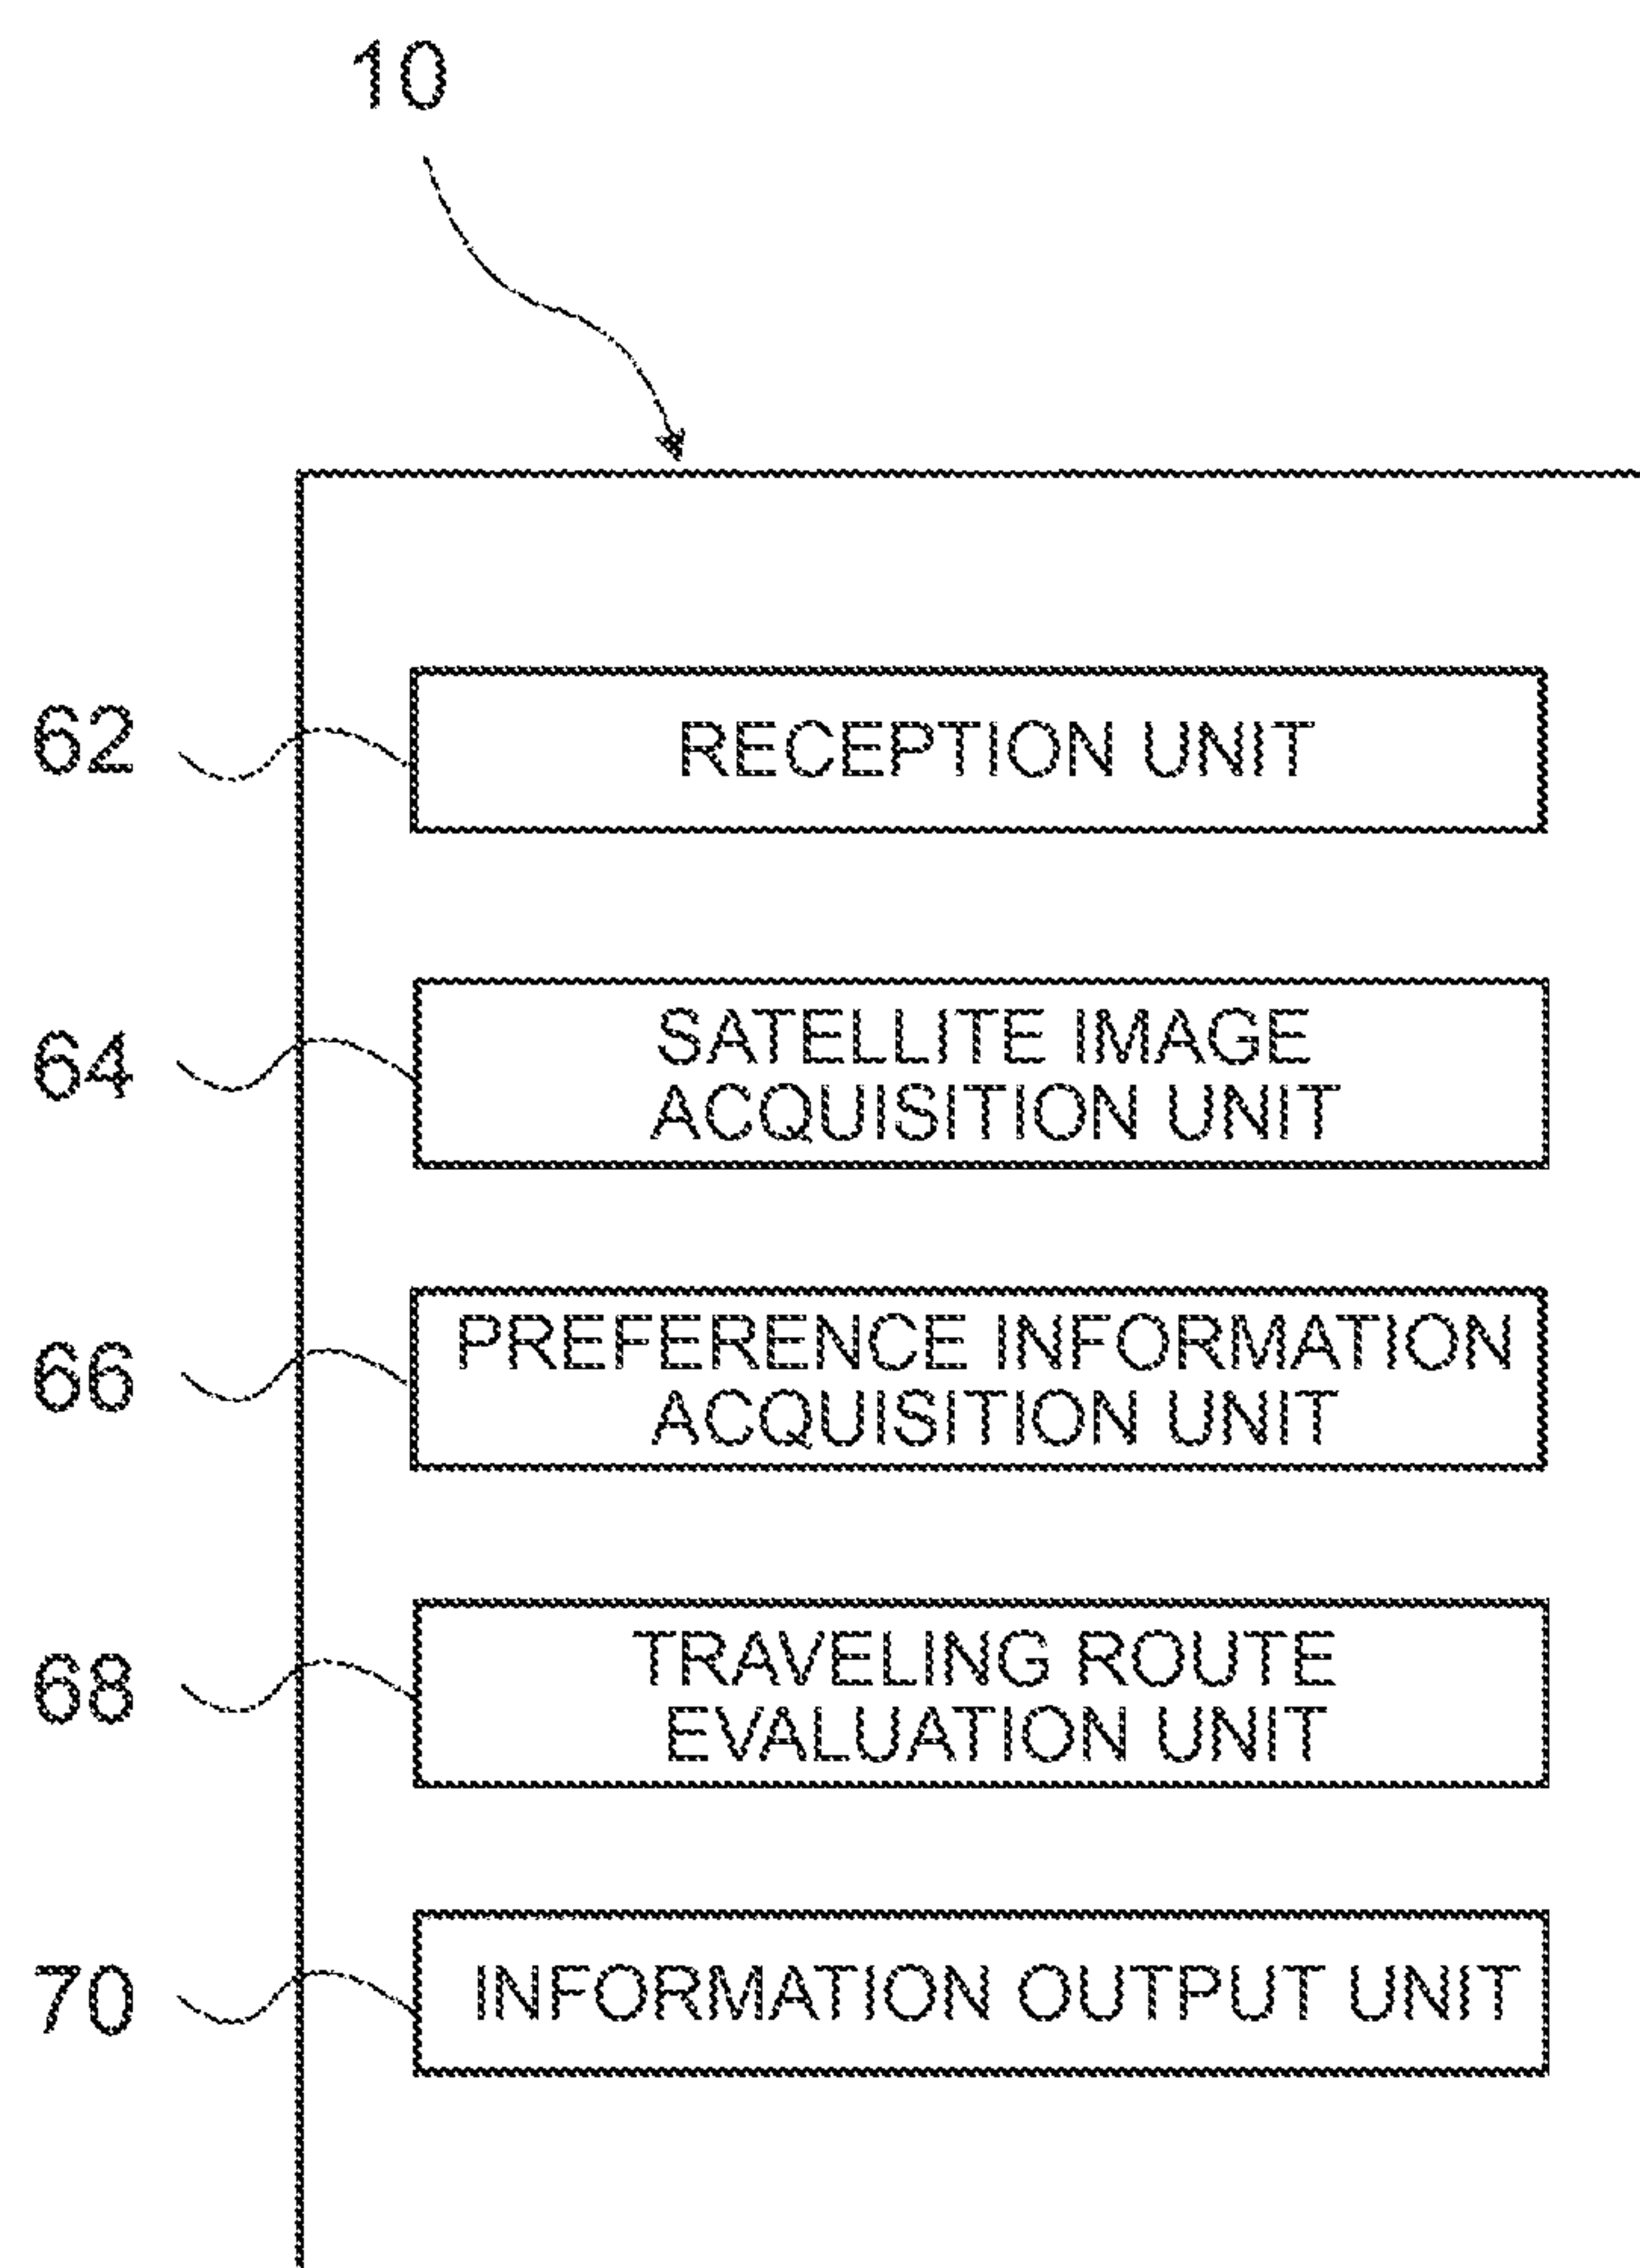 10
62
RECEPTION UNIT
64
SATELLITE IMAGE
ACQUISITION UNIT
66
PREFERENCE INFORMATION
ACQUISITION UNIT
68
TRAVELING ROUTE
EVALUATION UNIT
70
INFORMATION OUTPUT UNIT